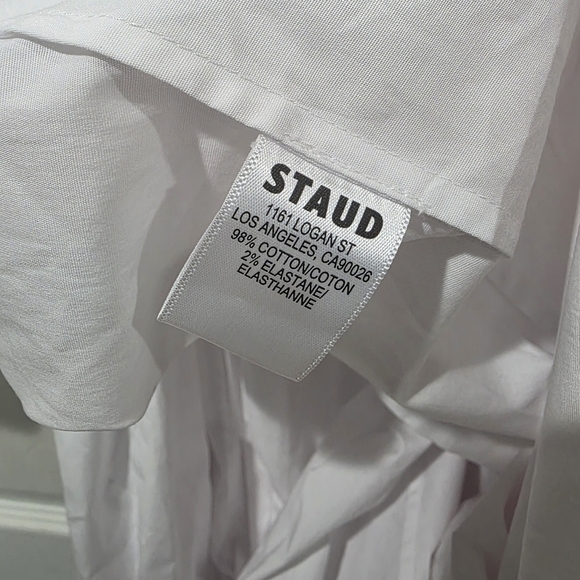 STAUD
1161 LOGAN ST
LOS ANGELES, CA90026
98% COTTON/COTON
2% ELASTANE/
ELASTHANNE